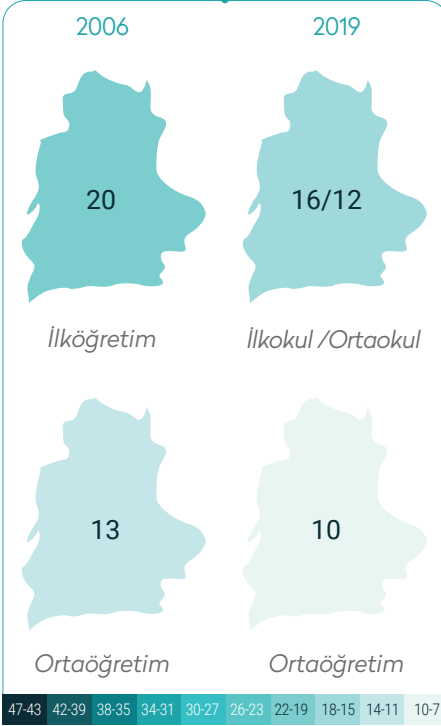 2006 2019
20 16/12
İlköğretim İlkokul /Ortaokul
13 10
Ortaöğretim Ortaöğretim
47-43 42-39 38-35 34-31 30-27 26-23 22-19 18-15 14-11 10-7